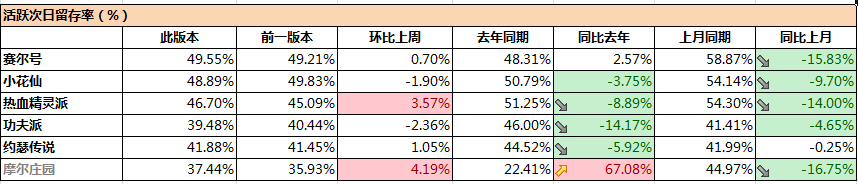 活跃次日留存率（%）
此版本 前一版本 环比上周 去年同期 同比去年 上月同期 同比上月
赛尔号 49.55% 49.21% 0.70% 48.31% 2.57% 58.87% -15.83%
小花仙 48.89% 49.83% -1.90% 50.79% -3.75% 54.14% -9.70%
热血精灵派 46.70% 45.09% 3.57% 51.25% -8.89% 54.30% -14.00%
功夫派 39.48% 40.44% -2.36% 46.00% -14.17% 41.41% -4.65%
约瑟传说 41.88% 41.45% 1.05% 44.52% -5.92% 41.99% -0.25%
摩尔庄园 37.44% 35.93% 4.19% 22.41% 67.08% 44.97% -16.75%